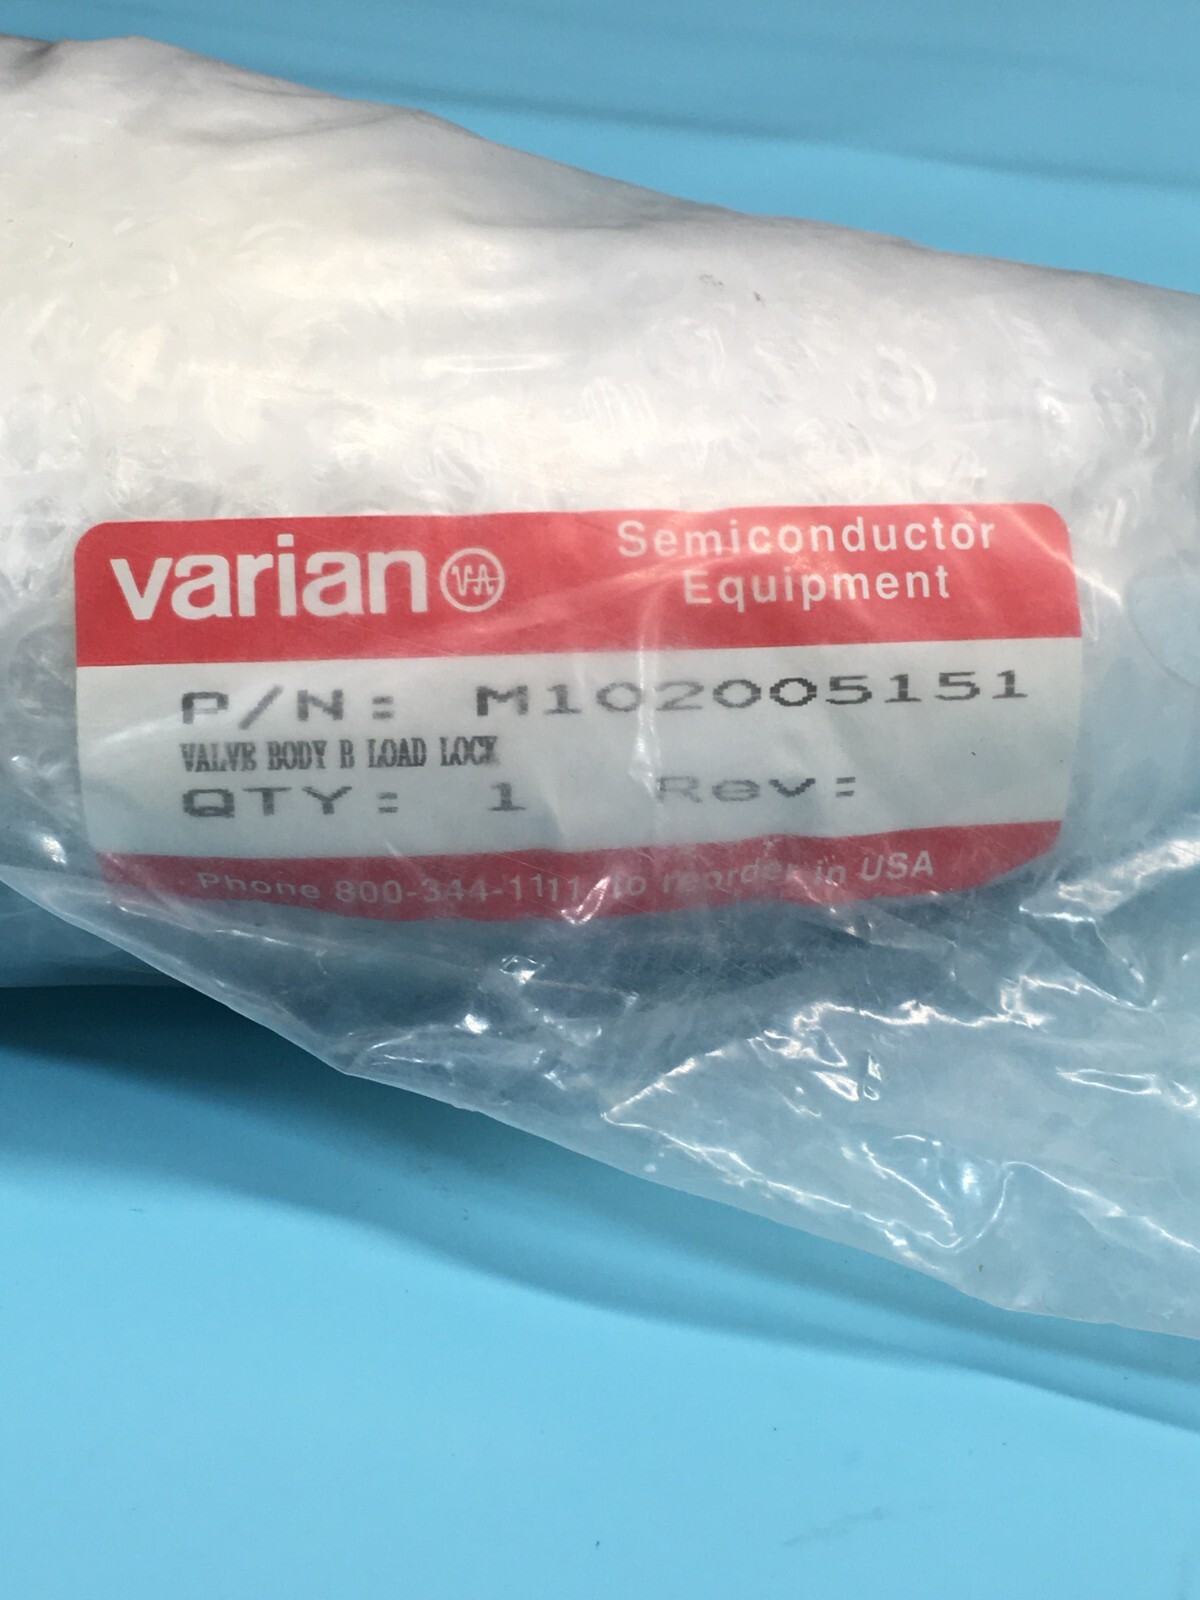 varian VA Semiconductor
Equipment
P/N: M102005151
VALVE BODY B LOAD LOCK
QTY: 1 Rev:
Phone 800-344-1111 to reorder in USA